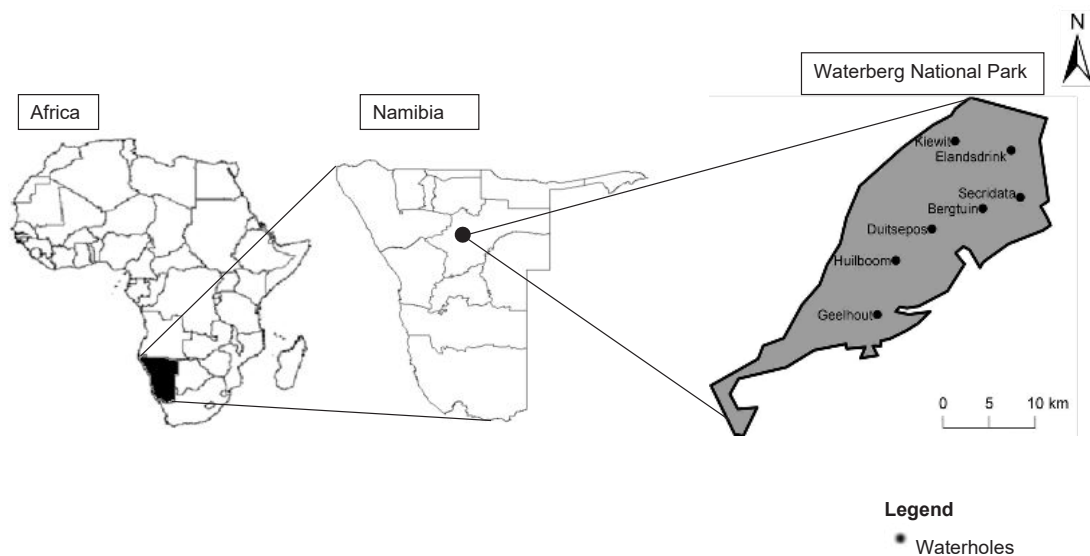 N
Waterberg National Park
Africa
Namibia
Kiewit
Elandsdrink
Secridata
Bergtuin
Duitsepos
Huilboom
Geelhout
0 5 10 km
Legend
Waterholes